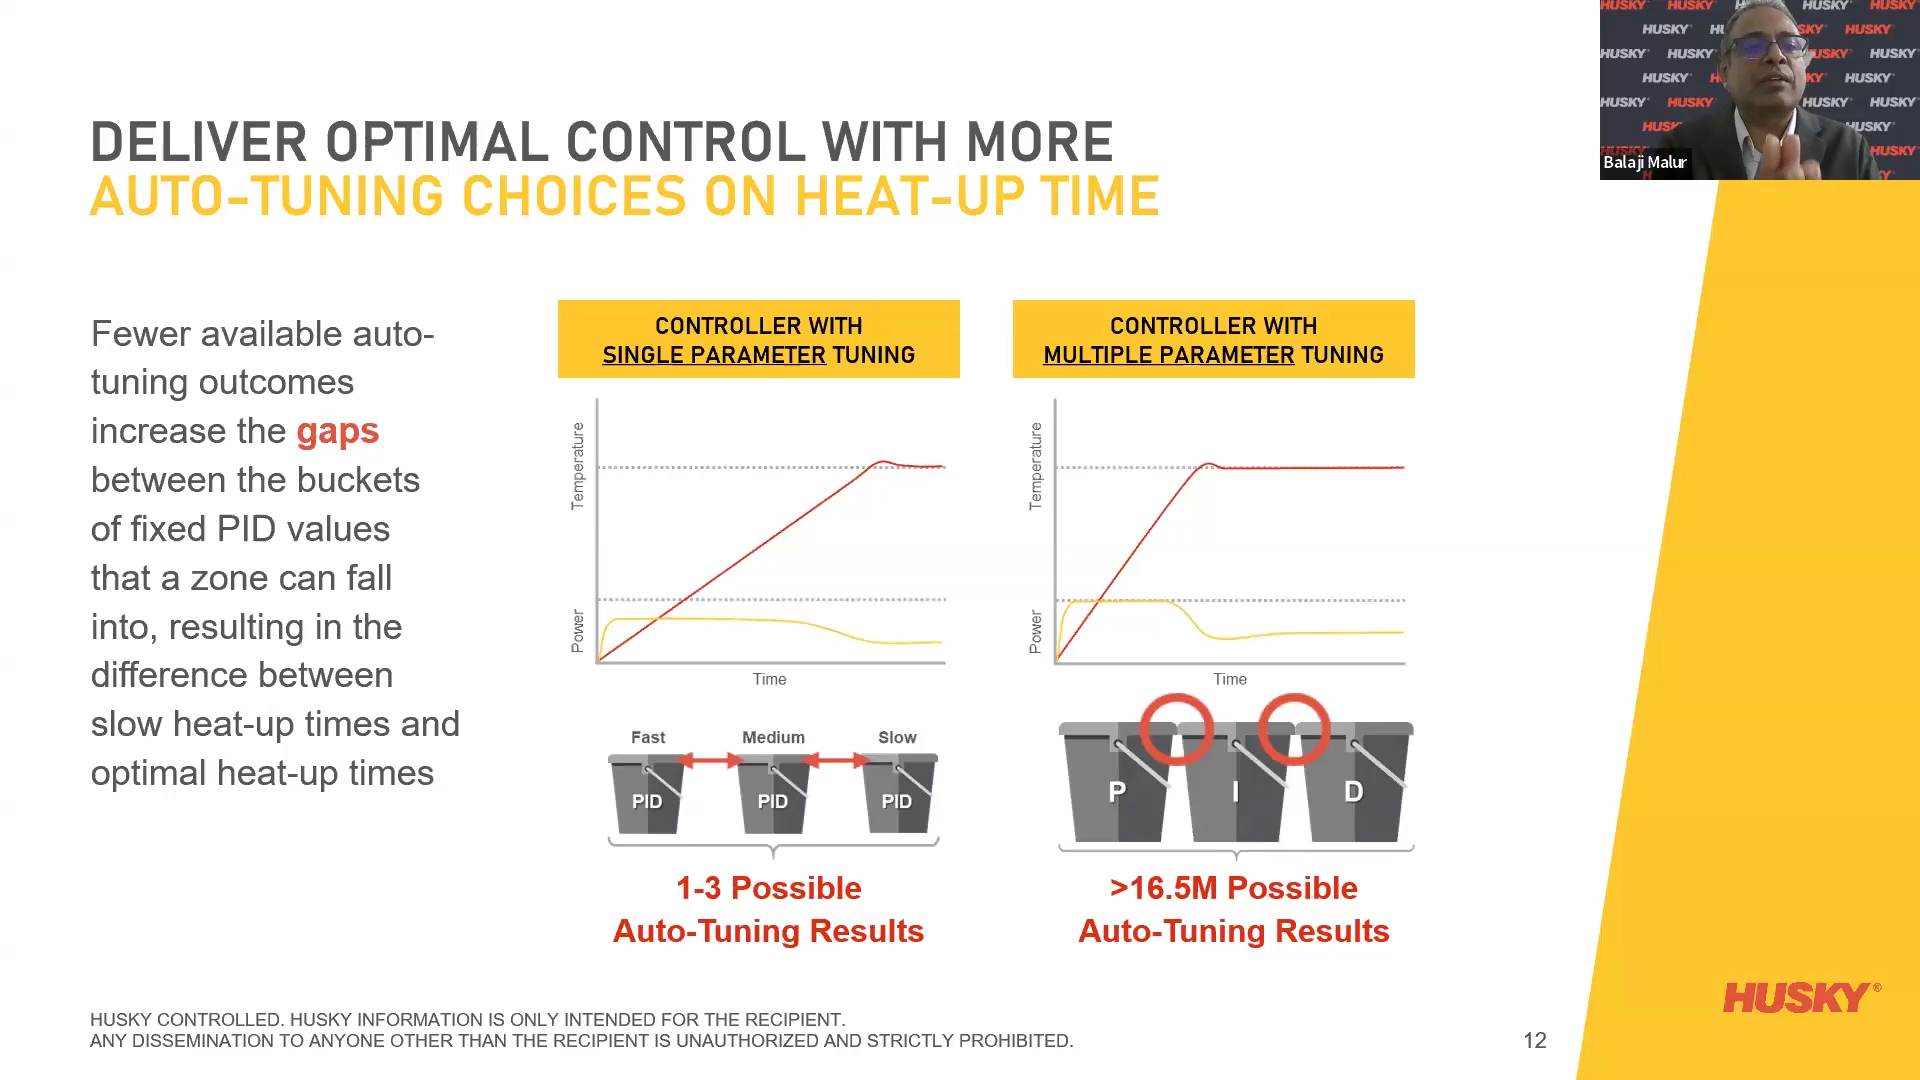 DELIVER OPTIMAL CONTROL WITH MORE
AUTO-TUNING CHOICES ON HEAT-UP TIME
Balaji Malur
Fewer available auto-
tuning outcomes
increase the gaps
between the buckets
of fixed PID values
that a zone can fall
into, resulting in the
difference between
slow heat-up times and
optimal heat-up times
CONTROLLER WITH
SINGLE PARAMETER TUNING
Temperature
Power
Time
Fast
Medium
Slow
PID
PID
PID
1-3 Possible
Auto-Tuning Results
CONTROLLER WITH
MULTIPLE PARAMETER TUNING
Temperature
Power
Time
P
I
D
>16.5M Possible
Auto-Tuning Results
HUSKY CONTROLLED. HUSKY INFORMATION IS ONLY INTENDED FOR THE RECIPIENT.
ANY DISSEMINATION TO ANYONE OTHER THAN THE RECIPIENT IS UNAUTHORIZED AND STRICTLY PROHIBITED.
12
HUSKY®